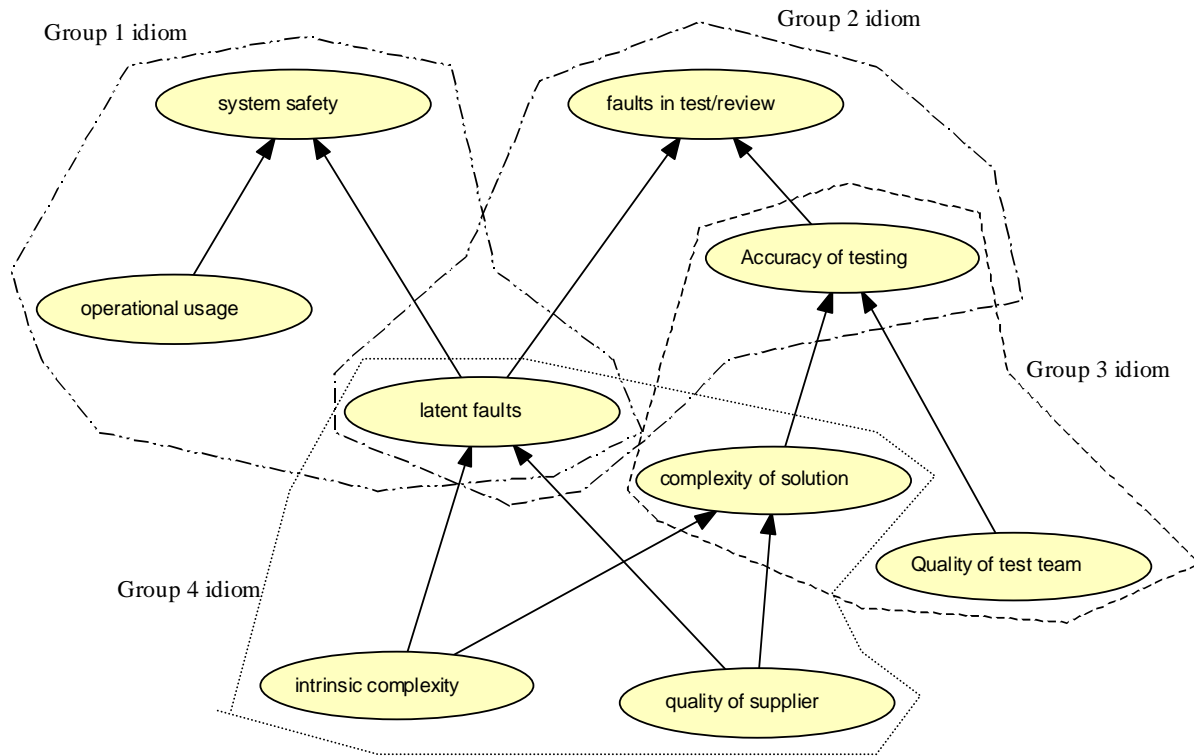 Group 2 idiom
Group 1 idiom
system safety
faults in test/review
Accuracy of testing
operational usage
Group 3 idiom
latent faults
complexity of solution
Quality of test team
Group 4 idiom
intrinsic complexity
quality of supplier